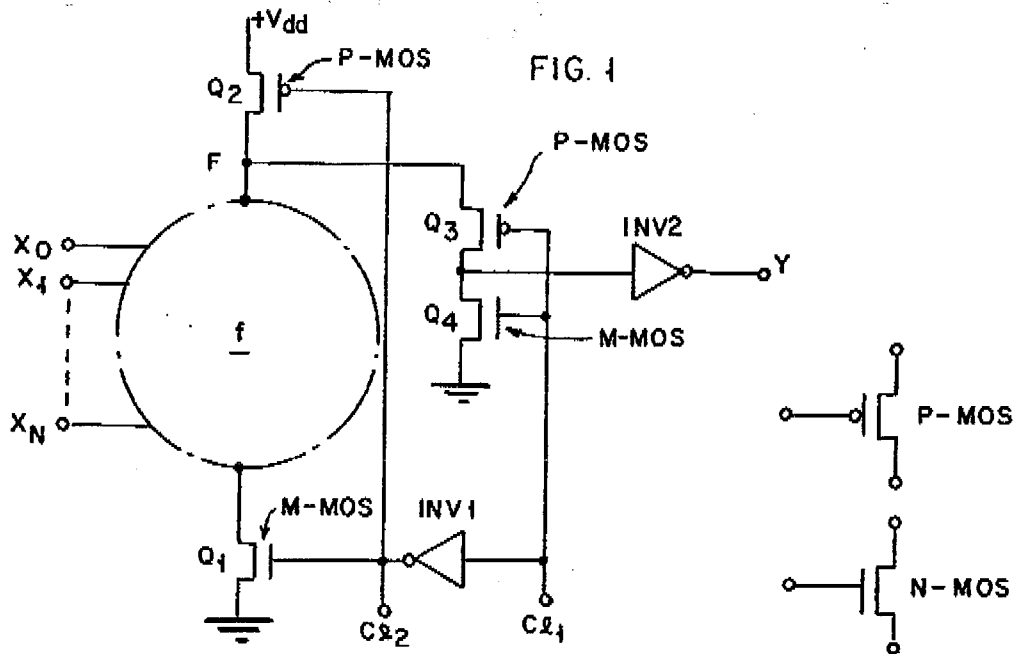 +Vdd
P-MOS
FIG. 1
Q2
P-MOS
F
Q3
INV2
X0
Y
X1
Q4
M-MOS
f
P-MOS
XN
M-MOS
INV1
Q1
N-MOS
Cℓ2
Cℓ1